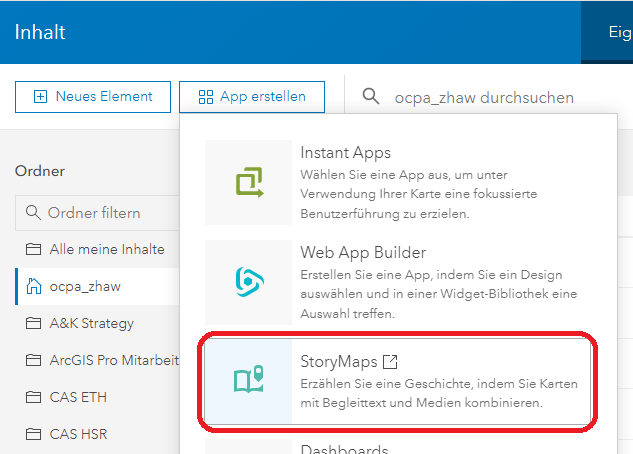 Inhalt
Eig
Neues Element
App erstellen
ocpa_zhaw durchsuchen
Ordner
Ordner filtern
Alle meine Inhalte
ocpa_zhaw
A&K Strategy
ArcGIS Pro Mitarbeit
CAS ETH
CAS HSR
Instant Apps
Wählen Sie eine App aus, um unter
Verwendung Ihrer Karte eine fokussierte
Benutzerführung zu erzielen.
Web App Builder
Erstellen Sie eine App, indem Sie ein Design
auswählen und in einer Widget-Bibliothek eine
Auswahl treffen.
StoryMaps
Erzählen Sie eine Geschichte, indem Sie Karten
mit Begleittext und Medien kombinieren.
Dashboards